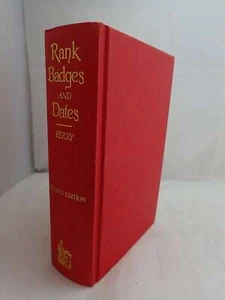 Rank
Badges
AND
Dates
PERRY
EDITION